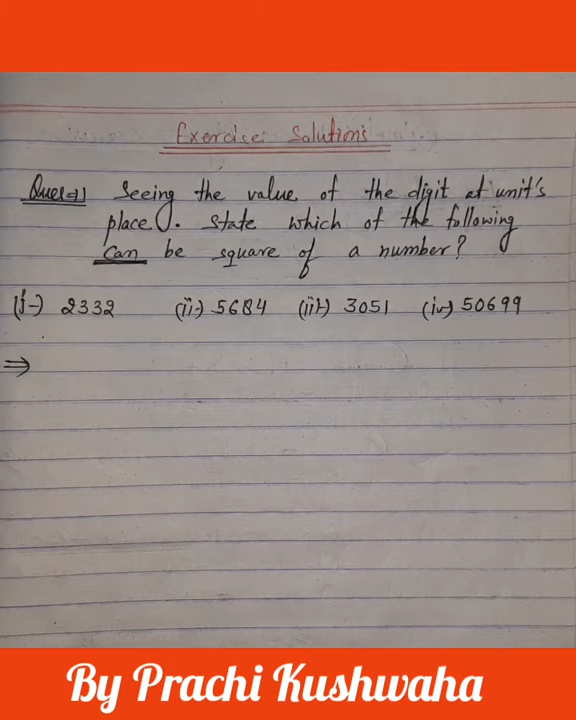 Exercise Solutions
Ques→1 Seeing the value of the digit at unit's
place. State which of the following
can be square of a number?
(i-) 2332 (ii-) 5684 (iii-) 3051 (iv-) 50699
⇒
By Prachi Kushwaha